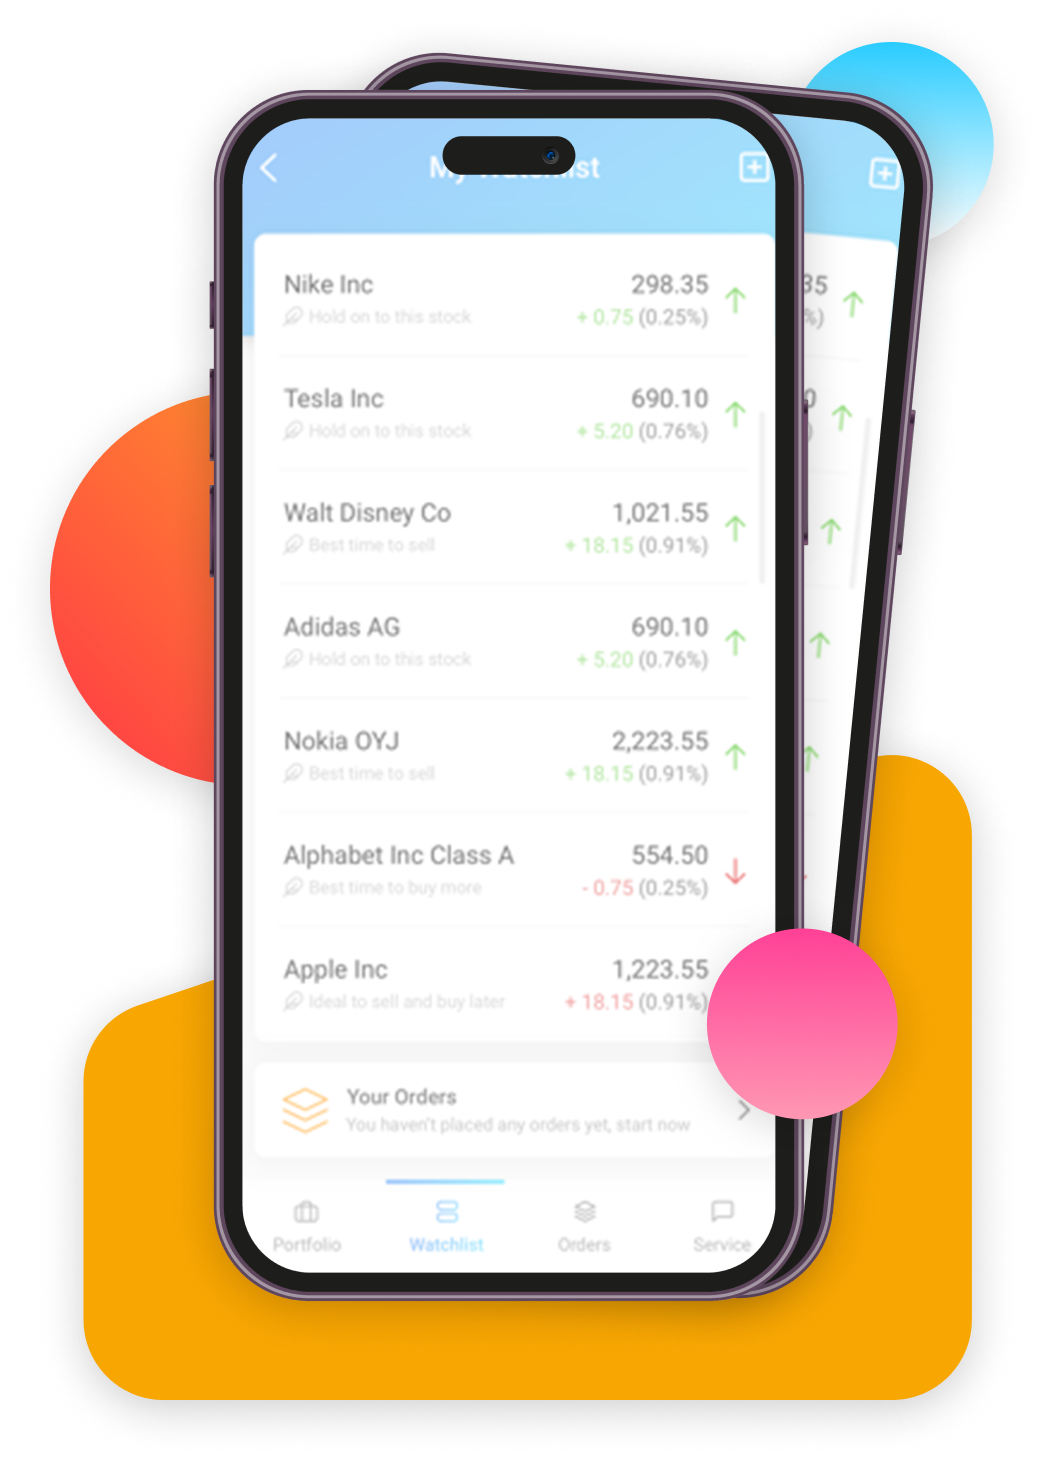 My Watchlist
Nike Inc 298.35
Hold on to this stock + 0.75 (0.25%)
Tesla Inc 690.10
Hold on to this stock + 5.20 (0.76%)
Walt Disney Co 1,021.55
Best time to sell + 18.15 (0.91%)
Adidas AG 690.10
Hold on to this stock + 5.20 (0.76%)
Nokia OYJ 2,223.55
Best time to sell + 18.15 (0.91%)
Alphabet Inc Class A 554.50
Best time to buy more - 0.75 (0.25%)
Apple Inc 1,223.55
Ideal to sell and buy later + 18.15 (0.91%)
Your Orders
You haven't placed any orders yet, start now
Portfolio Watchlist Orders Service
35
%)
0
)